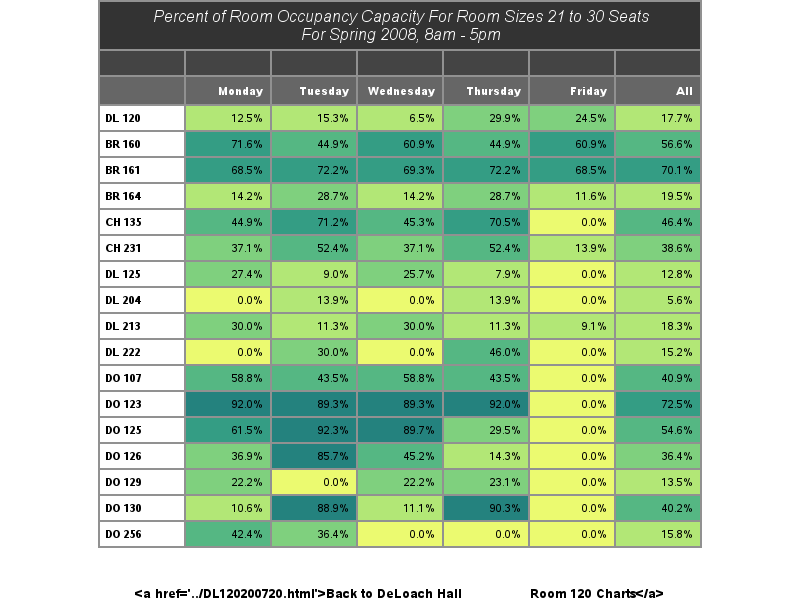 Percent of Room Occupancy Capacity For Room Sizes 21 to 30 Seats
For Spring 2008, 8am - 5pm
Monday Tuesday Wednesday Thursday Friday All
DL 120 12.5% 15.3% 6.5% 29.9% 24.5% 17.7%
BR 160 71.6% 44.9% 60.9% 44.9% 60.9% 56.6%
BR 161 68.5% 72.2% 69.3% 72.2% 68.5% 70.1%
BR 164 14.2% 28.7% 14.2% 28.7% 11.6% 19.5%
CH 135 44.9% 71.2% 45.3% 70.5% 0.0% 46.4%
CH 231 37.1% 52.4% 37.1% 52.4% 13.9% 38.6%
DL 125 27.4% 9.0% 25.7% 7.9% 0.0% 12.8%
DL 204 0.0% 13.9% 0.0% 13.9% 0.0% 5.6%
DL 213 30.0% 11.3% 30.0% 11.3% 9.1% 18.3%
DL 222 0.0% 30.0% 0.0% 46.0% 0.0% 15.2%
DO 107 58.8% 43.5% 58.8% 43.5% 0.0% 40.9%
DO 123 92.0% 89.3% 89.3% 92.0% 0.0% 72.5%
DO 125 61.5% 92.3% 89.7% 29.5% 0.0% 54.6%
DO 126 36.9% 85.7% 45.2% 14.3% 0.0% 36.4%
DO 129 22.2% 0.0% 22.2% 23.1% 0.0% 13.5%
DO 130 10.6% 88.9% 11.1% 90.3% 0.0% 40.2%
DO 256 42.4% 36.4% 0.0% 0.0% 0.0% 15.8%
<a href='../DL120200720.html'>Back to DeLoach Hall Room 120 Charts</a>